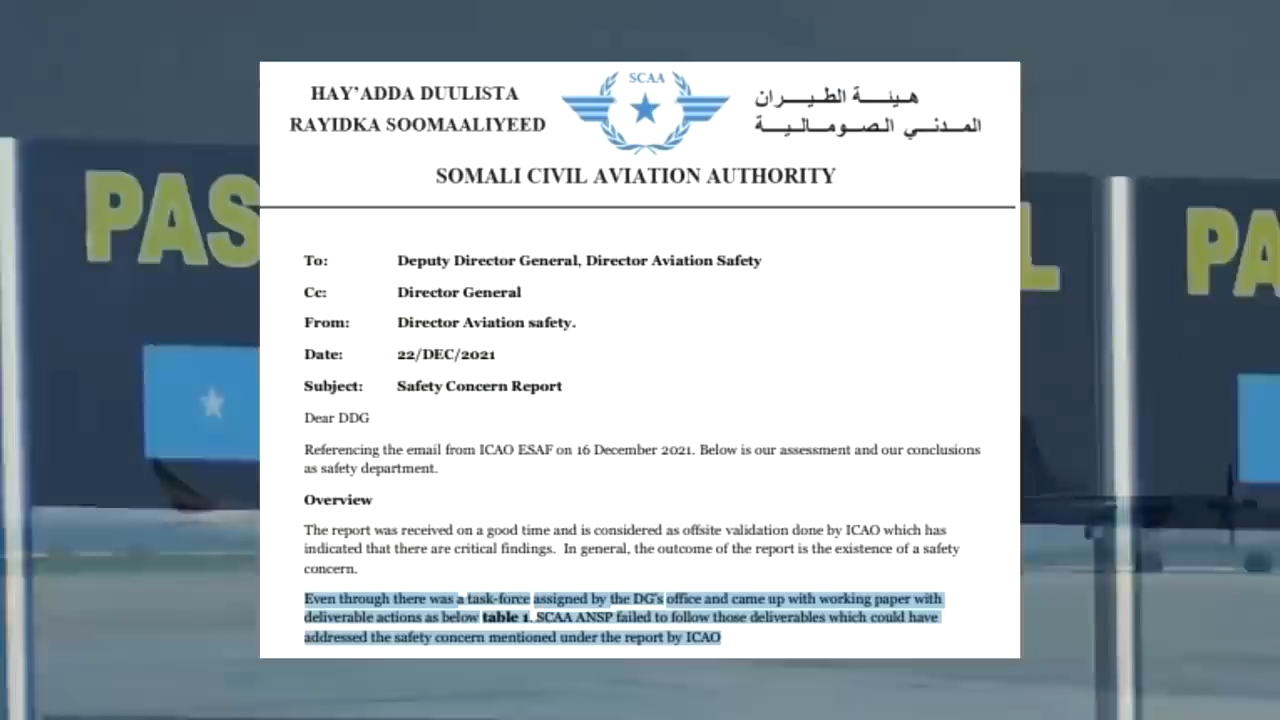 HAY'ADDA DUULISTA
RAYIDKA SOOMAALIYEED
SCAA
هيئة الطيران
المدني الصومالية
SOMALI CIVIL AVIATION AUTHORITY
PAS
L
PA
To: Deputy Director General, Director Aviation Safety
Cc: Director General
From: Director Aviation safety.
Date: 22/DEC/2021
Subject: Safety Concern Report
Dear DDG
Referencing the email from ICAO ESAF on 16 December 2021. Below is our assessment and our conclusions
as safety department.
Overview
The report was received on a good time and is considered as offsite validation done by ICAO which has
indicated that there are critical findings. In general, the outcome of the report is the existence of a safety
concern.
Even through there was a task-force assigned by the DG's office and came up with working paper with
deliverable actions as below table 1. SCAA ANSP failed to follow those deliverables which could have
addressed the safety concern mentioned under the report by ICAO